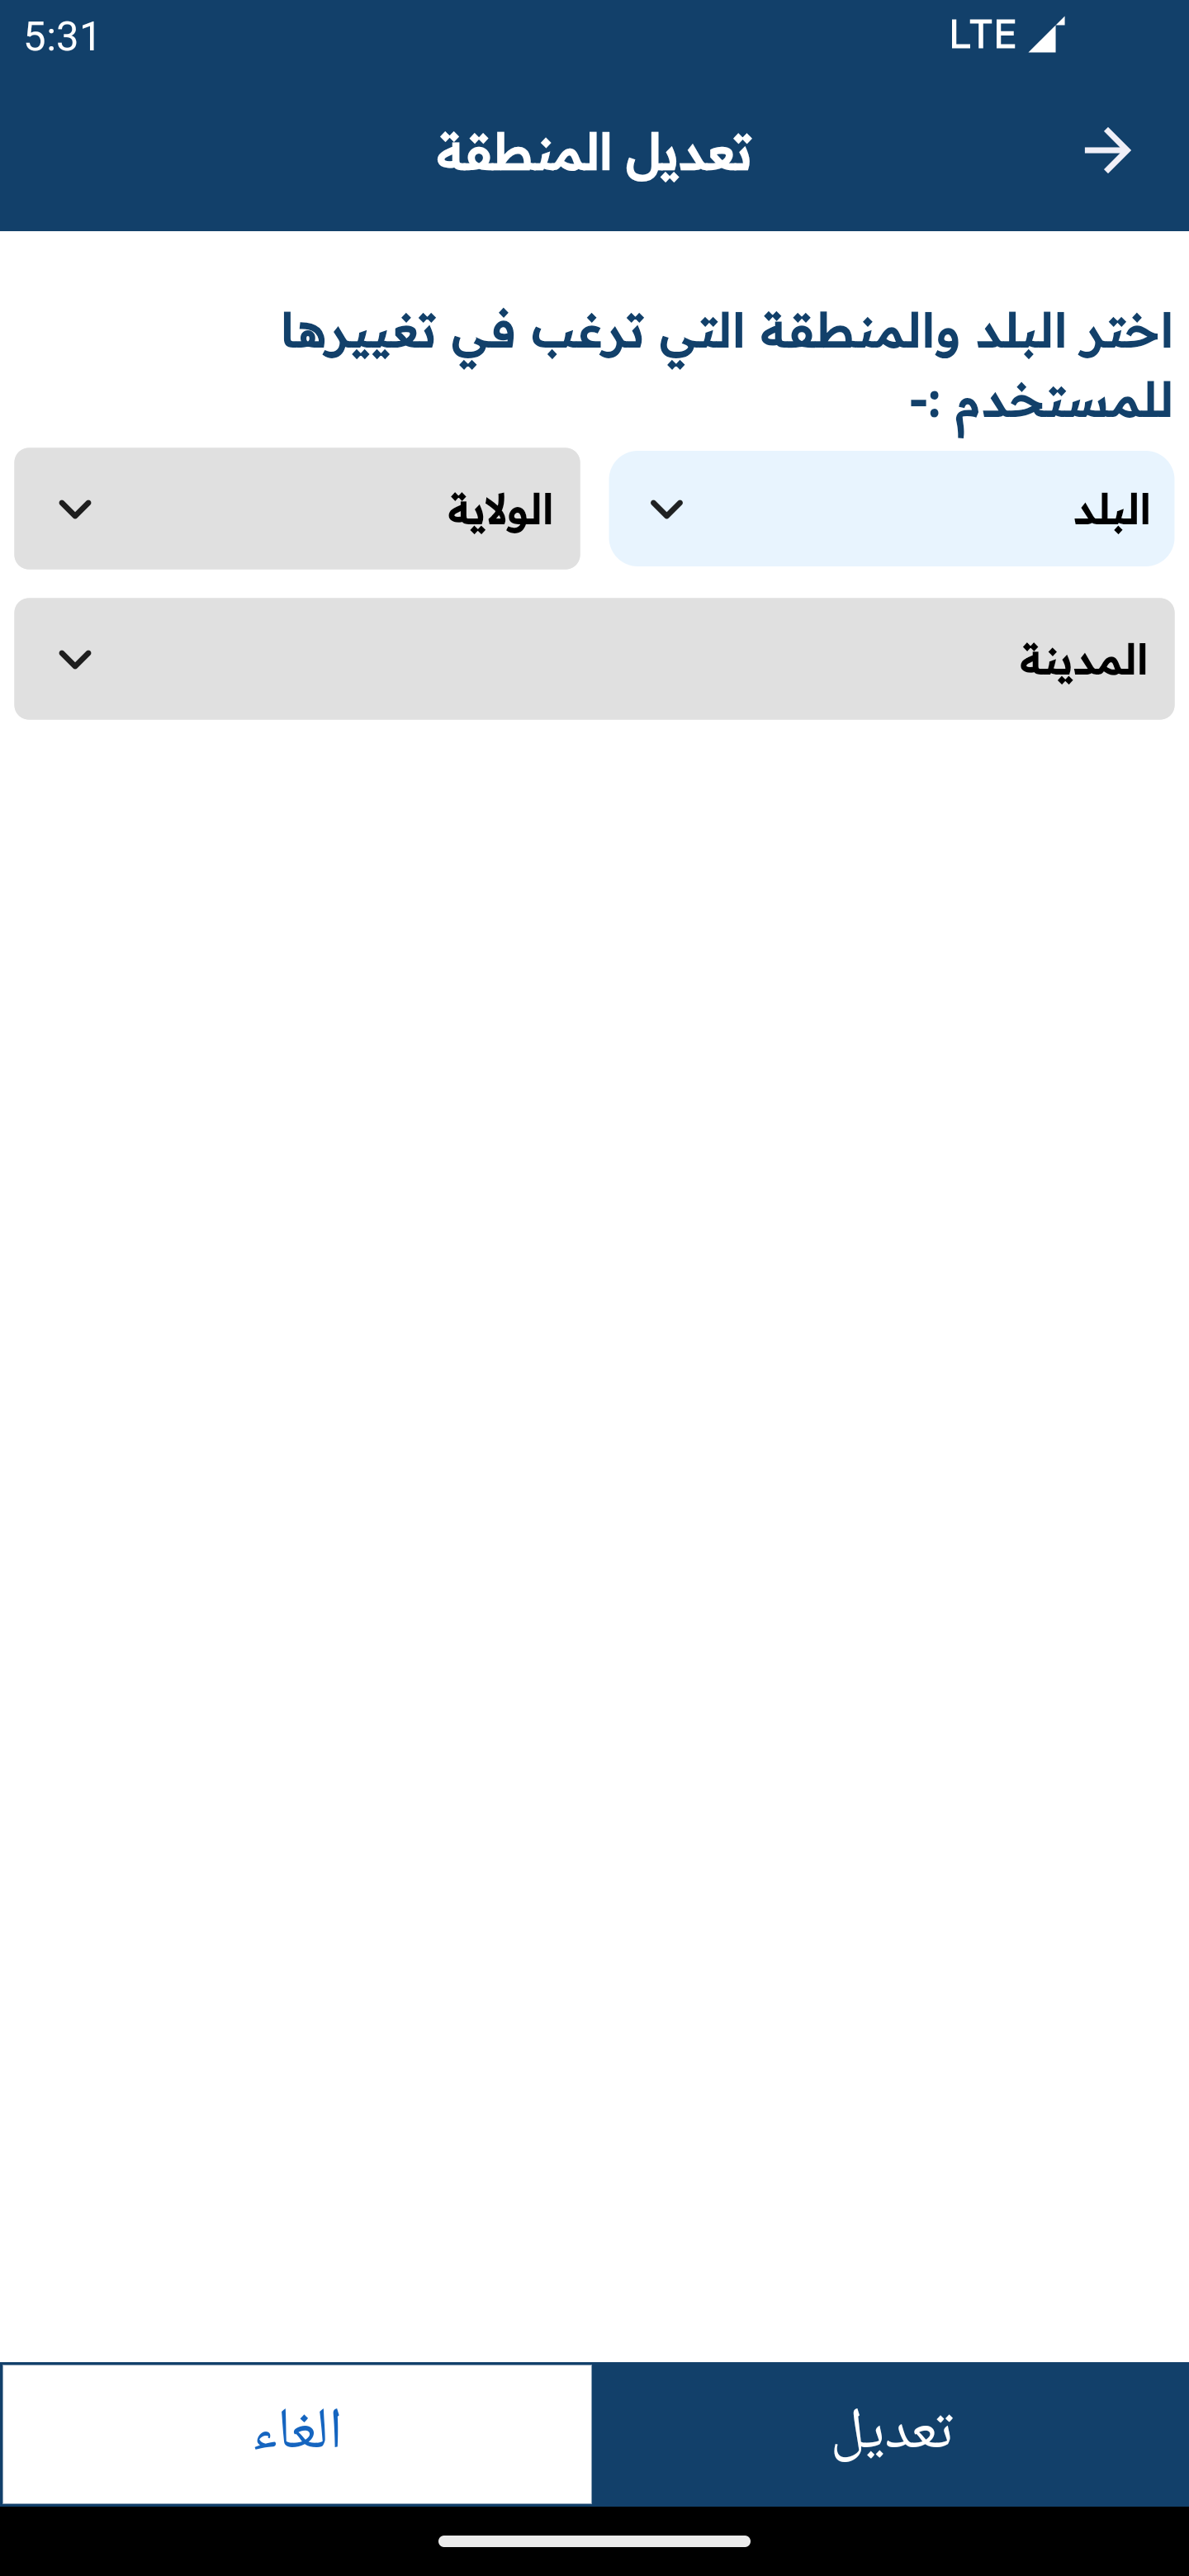 5:31 LTE
تعديل المنطقة
اختر البلد والمنطقة التي ترغب في تغييرها
للمستخدم :-
البلد
الولاية
المدينة
تعديل
الغاء